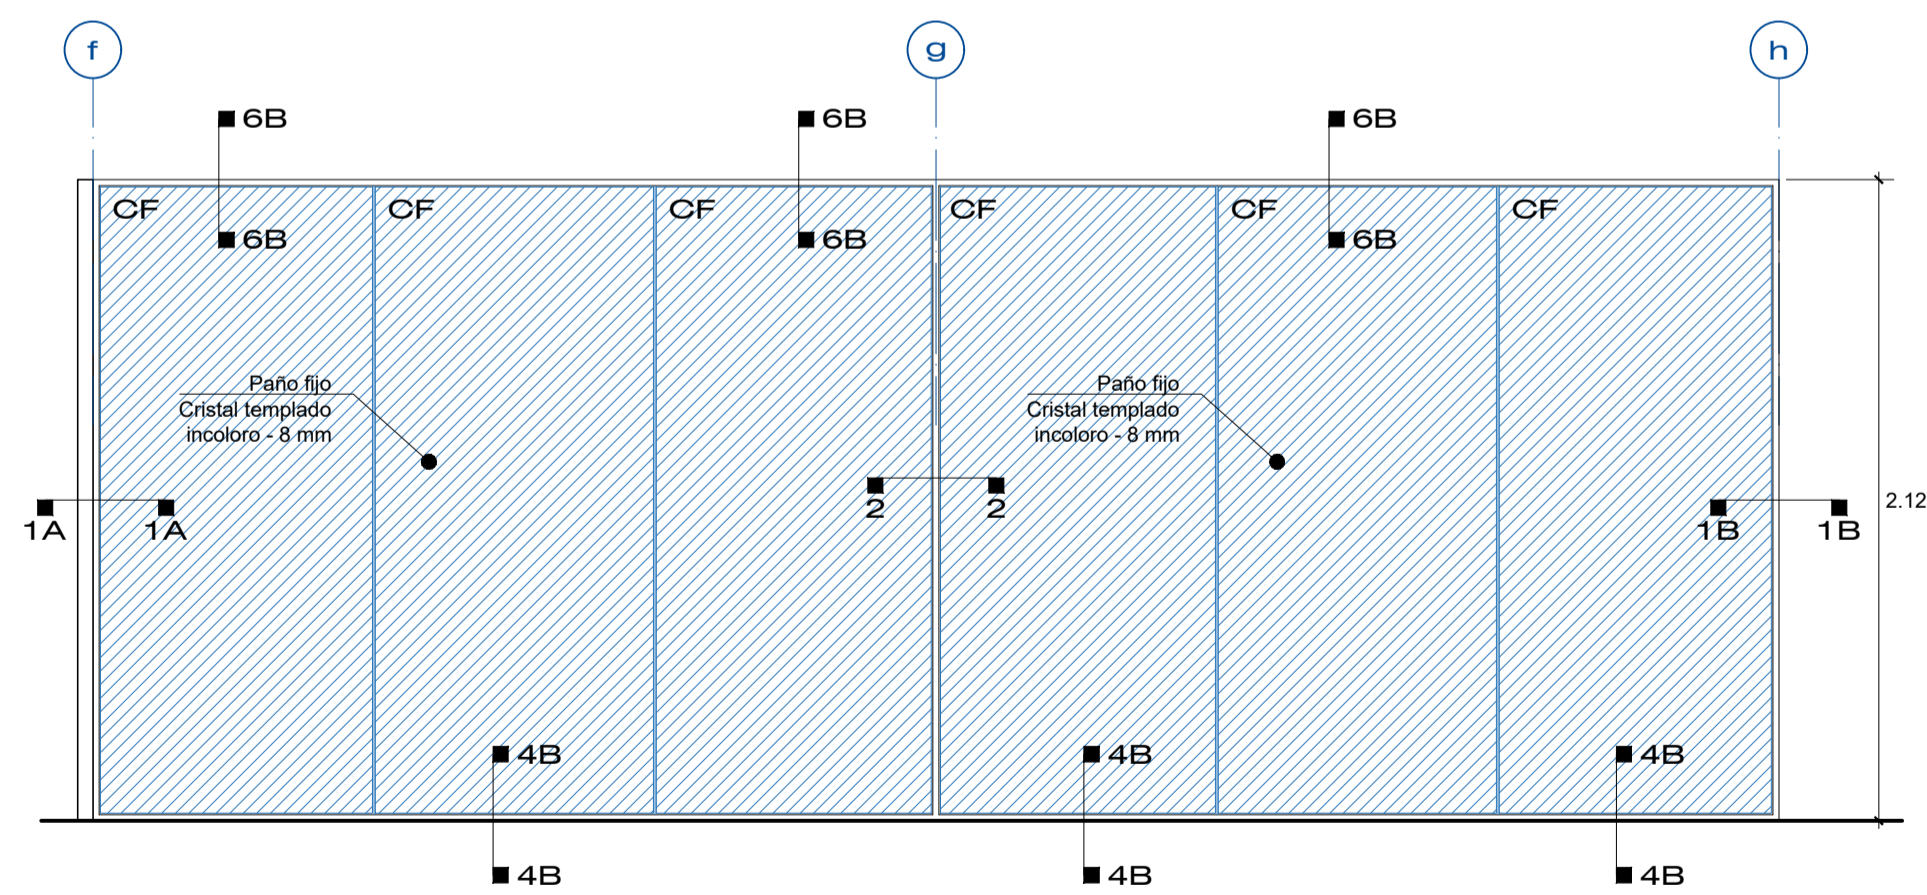 f
g
h
6B
6B
6B
CF
CF
CF
CF
CF
CF
6B
6B
6B
Paño fijo
Cristal templado
incoloro - 8 mm
Paño fijo
Cristal templado
incoloro - 8 mm
1A
1A
2
2
1B
1B
2.12
4B
4B
4B
4B
4B
4B